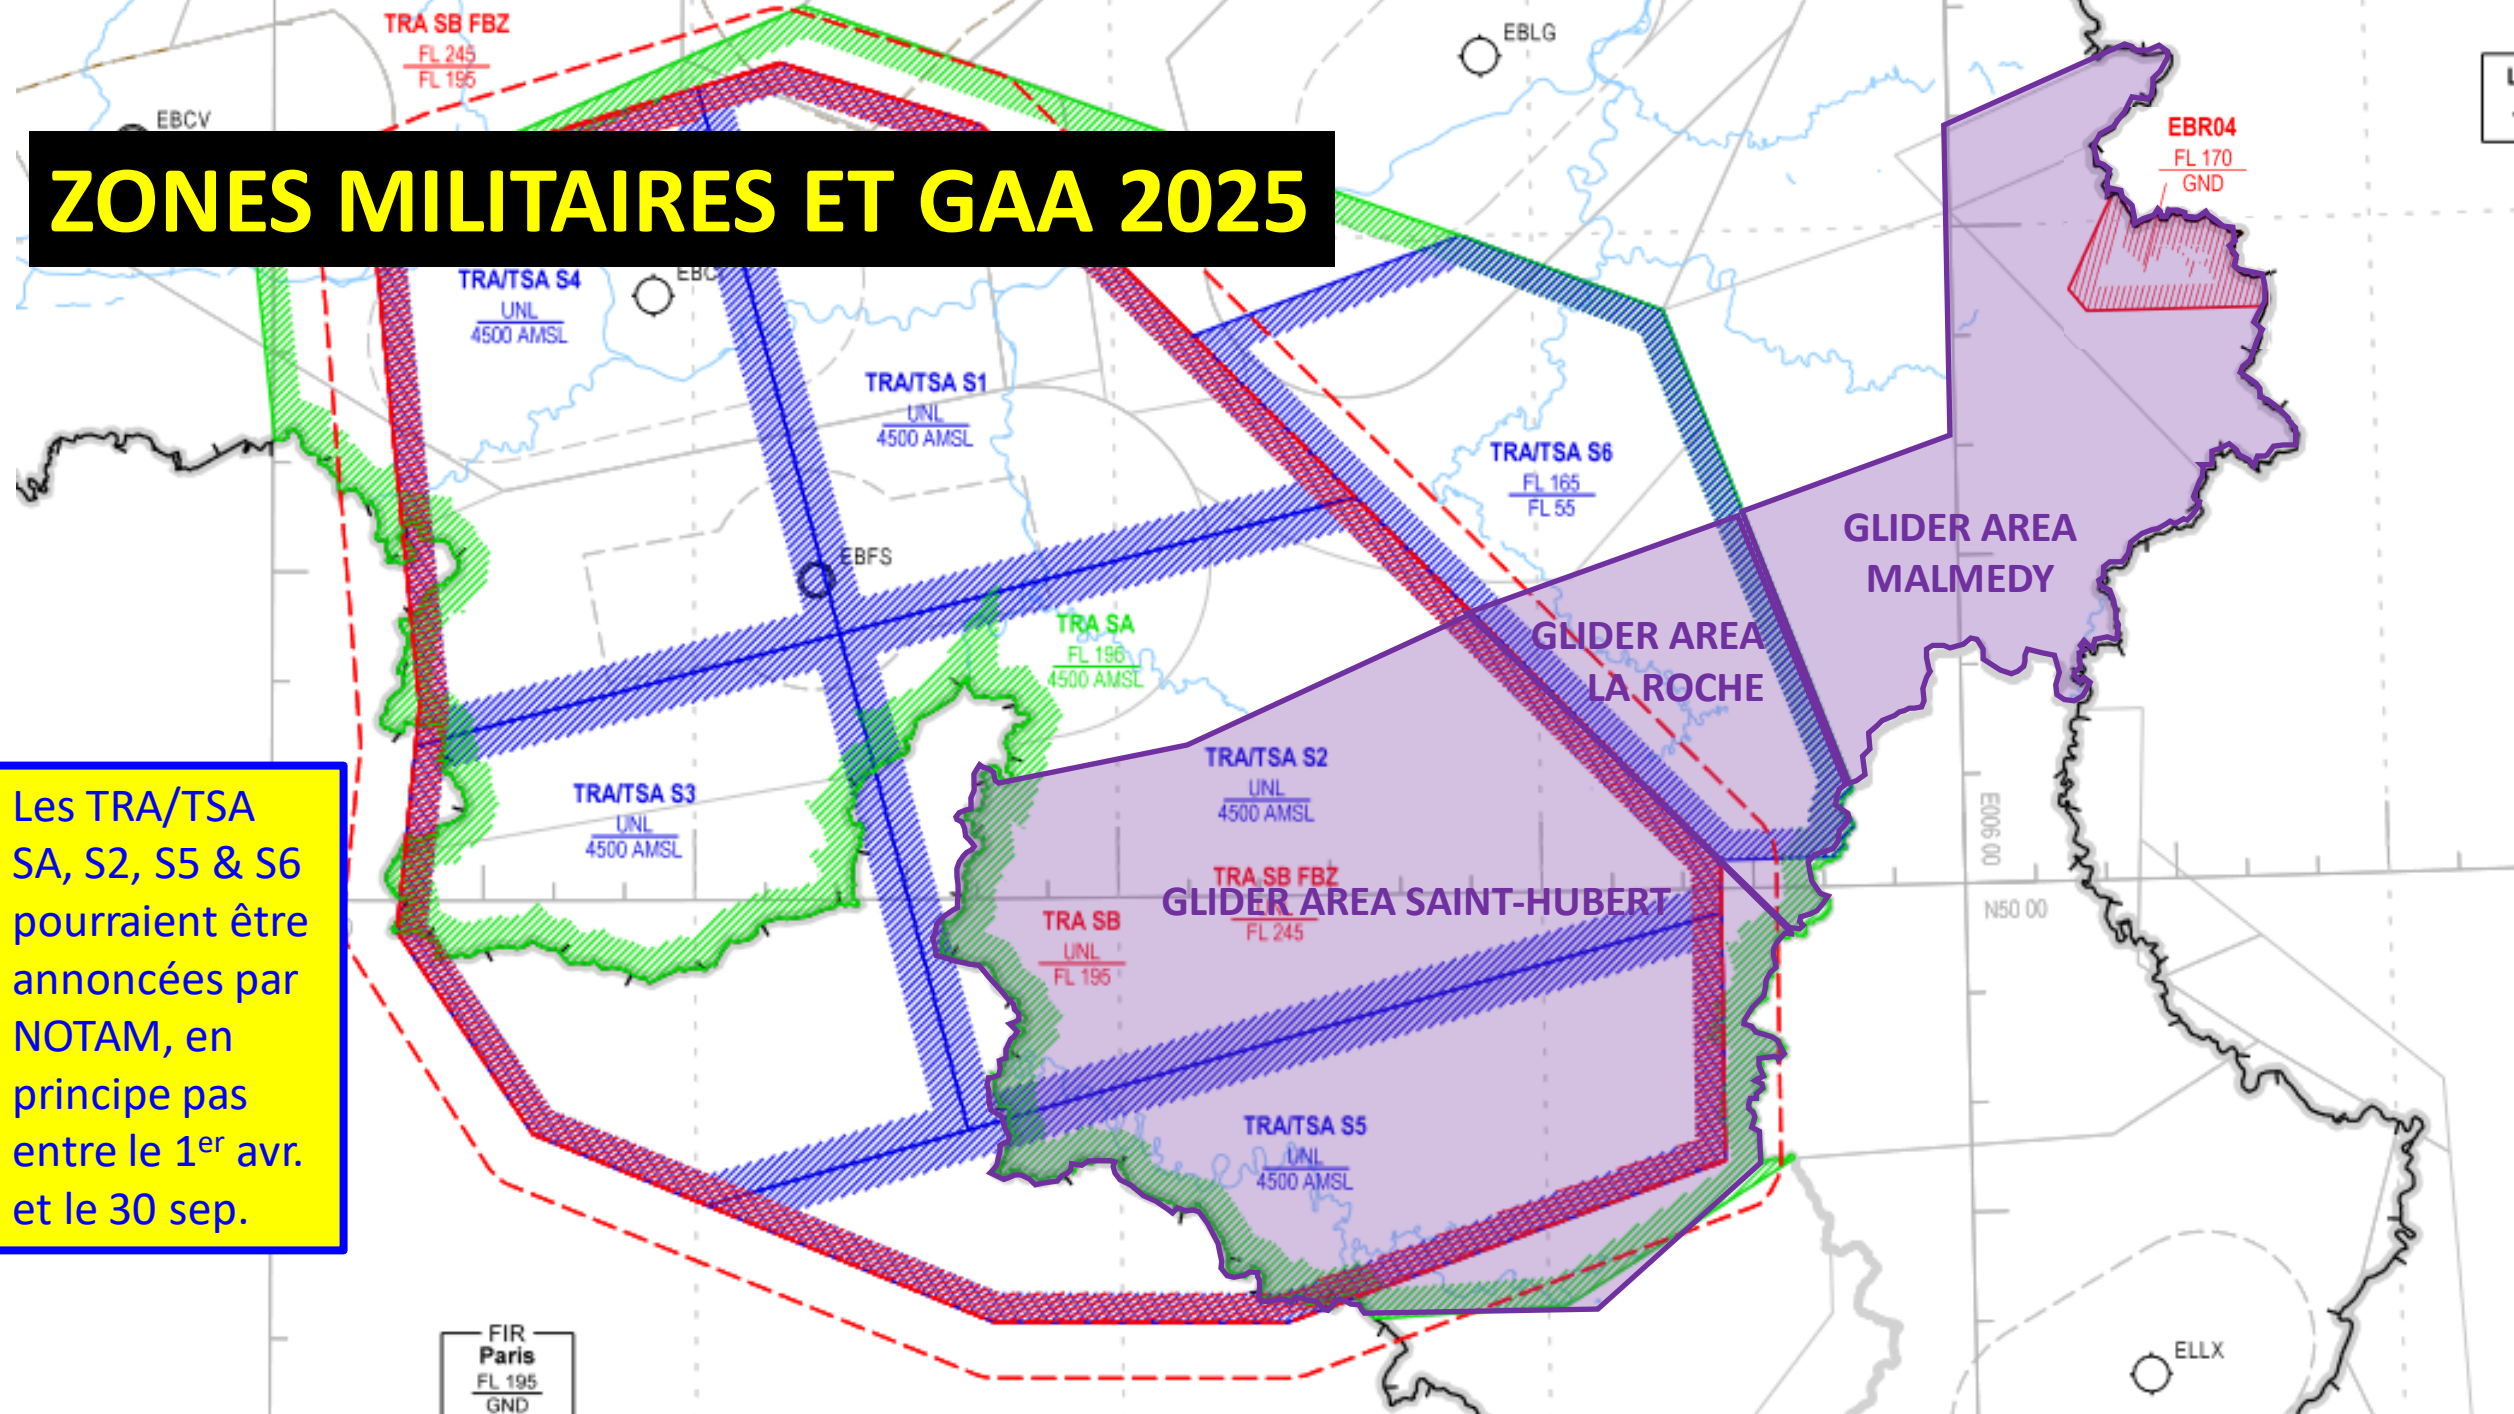 TRA SB FBZ
FL 245
FL 195
EBLG
EBCV
EBR04
FL 170
GND
ZONES MILITAIRES ET GAA 2025
TRA/TSA S4
UNL
4500 AMSL
TRA/TSA S1
UNL
4500 AMSL
TRA/TSA S6
FL 165
FL 55
GLIDER AREA
MALMEDY
EBFS
TRA SA
FL 195
4500 AMSL
GLIDER AREA
LA ROCHE
TRA/TSA S2
UNL
4500 AMSL
TRA/TSA S3
UNL
4500 AMSL
Les TRA/TSA
SA, S2, S5 & S6
pourraient être
annoncées par
NOTAM, en
principe pas
entre le 1er avr.
et le 30 sep.
E006 00
N50 00
TRA SB FBZ
FL 245
GLIDER AREA SAINT-HUBERT
TRA SB
UNL
FL 195
TRA/TSA S5
UNL
4500 AMSL
FIR
Paris
FL 195
GND
ELLX